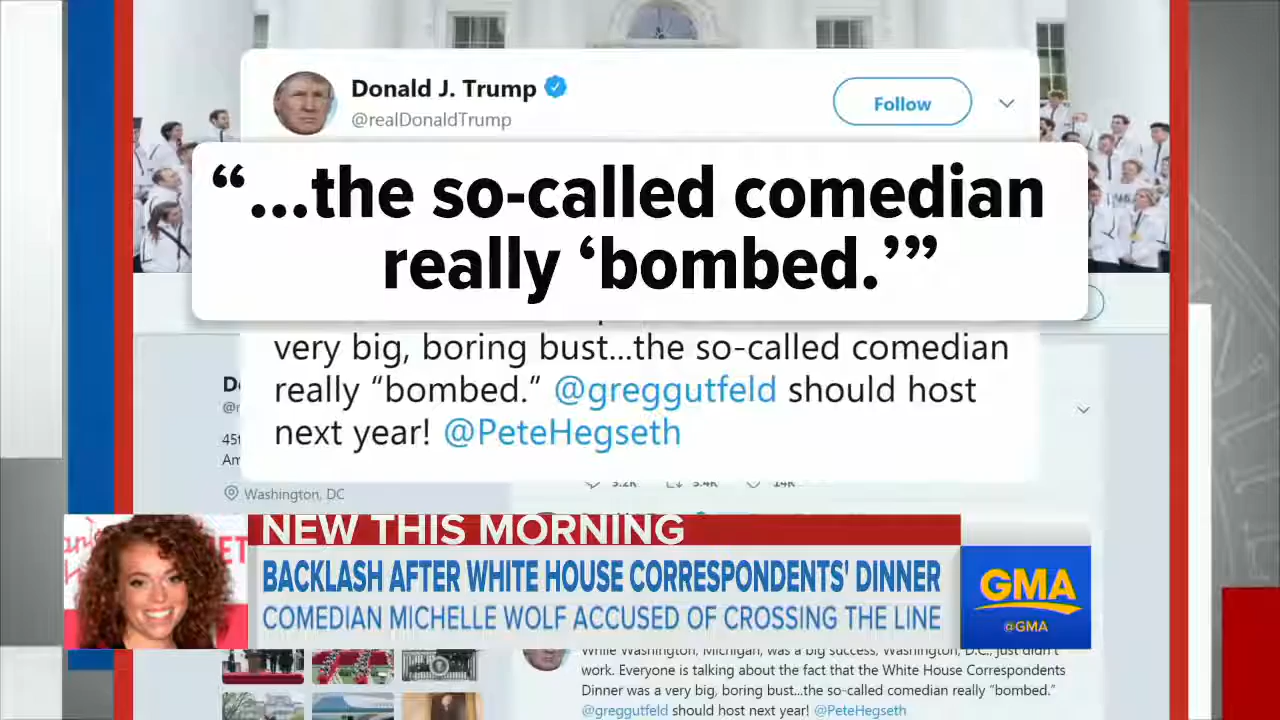 Donald J. Trump
@realDonaldTrump
Follow
“...the so-called comedian
really ‘bombed.’”
very big, boring bust...the so-called comedian
really “bombed.” @greggutfeld should host
next year! @PeteHegseth
45t
Am
Washington, DC
NEW THIS MORNING
BACKLASH AFTER WHITE HOUSE CORRESPONDENTS' DINNER
COMEDIAN MICHELLE WOLF ACCUSED OF CROSSING THE LINE
GMA
@GMA
While Washington, Michigan, was a big success, Washington, D.C., just didn't
work. Everyone is talking about the fact that the White House Correspondents
Dinner was a very big, boring bust...the so-called comedian really “bombed.”
@greggutfeld should host next year! @PeteHegseth